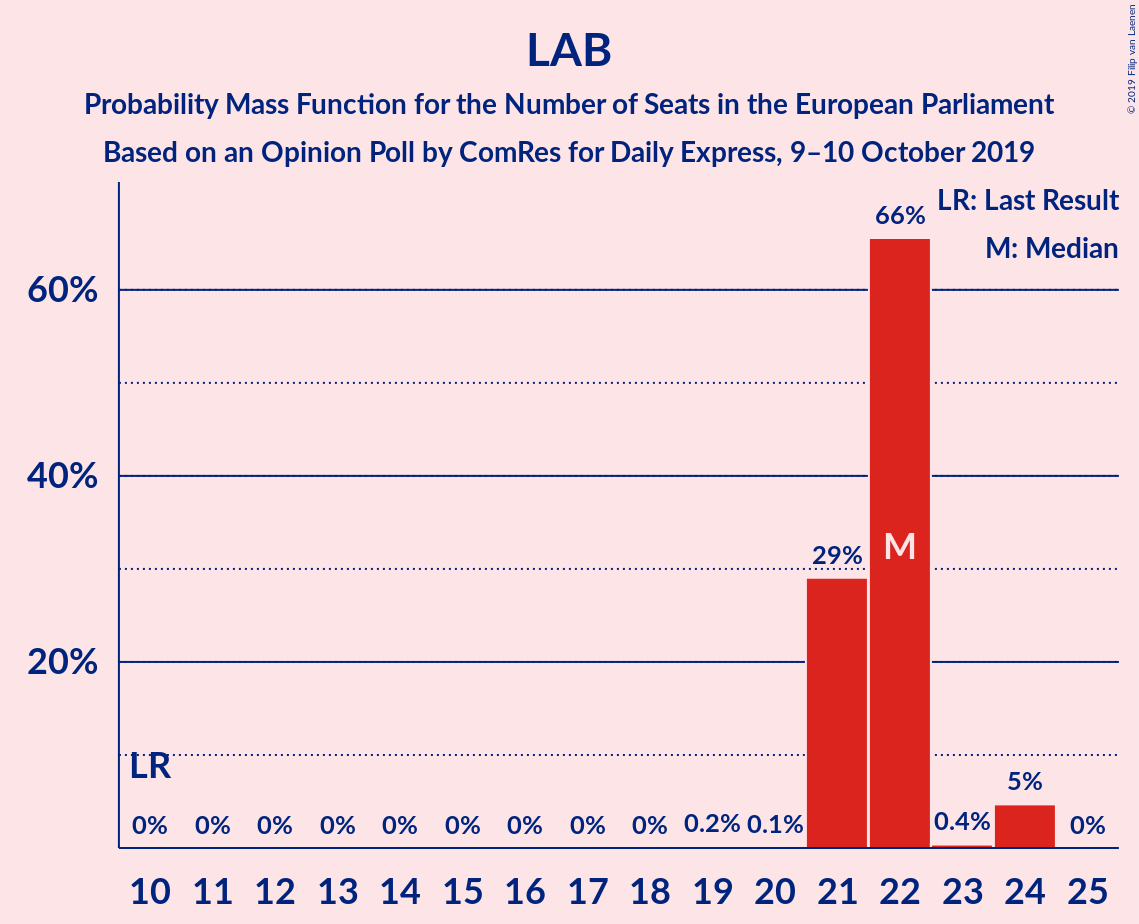 LAB
Probability Mass Function for the Number of Seats in the European Parliament
Based on an Opinion Poll by ComRes for Daily Express, 9–10 October 2019
© 2019 Filip van Laenen
LR: Last Result
M: Median
60%
40%
20%
66%
29%
M
LR
5%
0% 0% 0% 0% 0% 0% 0% 0% 0% 0.2% 0.1% 0.4% 0%
10 11 12 13 14 15 16 17 18 19 20 21 22 23 24 25